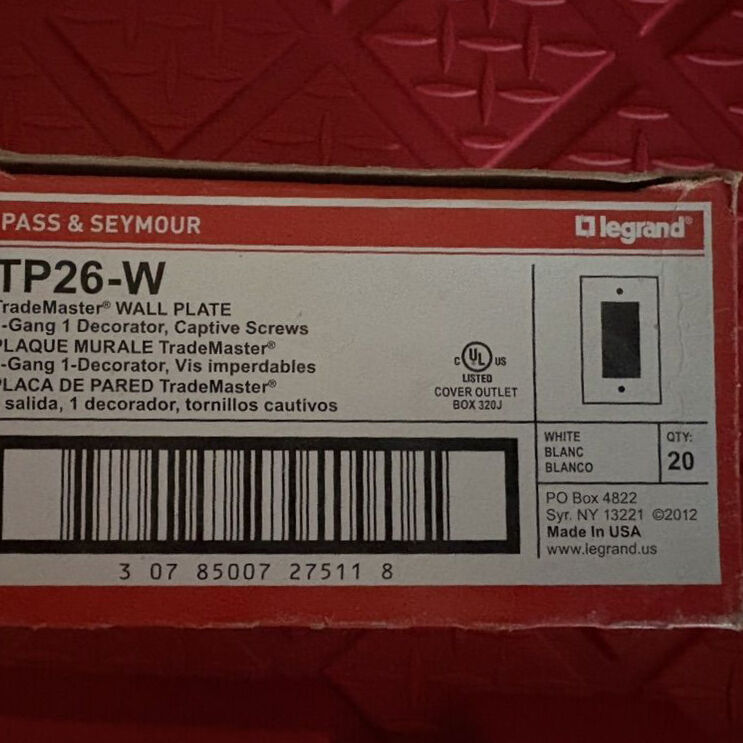 PASS & SEYMOUR
legrand®
TP26-W
TradeMaster® WALL PLATE
-Gang 1 Decorator, Captive Screws
PLAQUE MURALE TradeMaster®
-Gang 1-Decorator, Vis imperdables
PLACA DE PARED TradeMaster®
salida, 1 decorador, tornillos cautivos
C UL US
LISTED
COVER OUTLET
BOX 320J
WHITE
BLANC
BLANCO
QTY:
20
PO Box 4822
Syr. NY 13221 ©2012
Made In USA
www.legrand.us
3 07 85007 27511 8